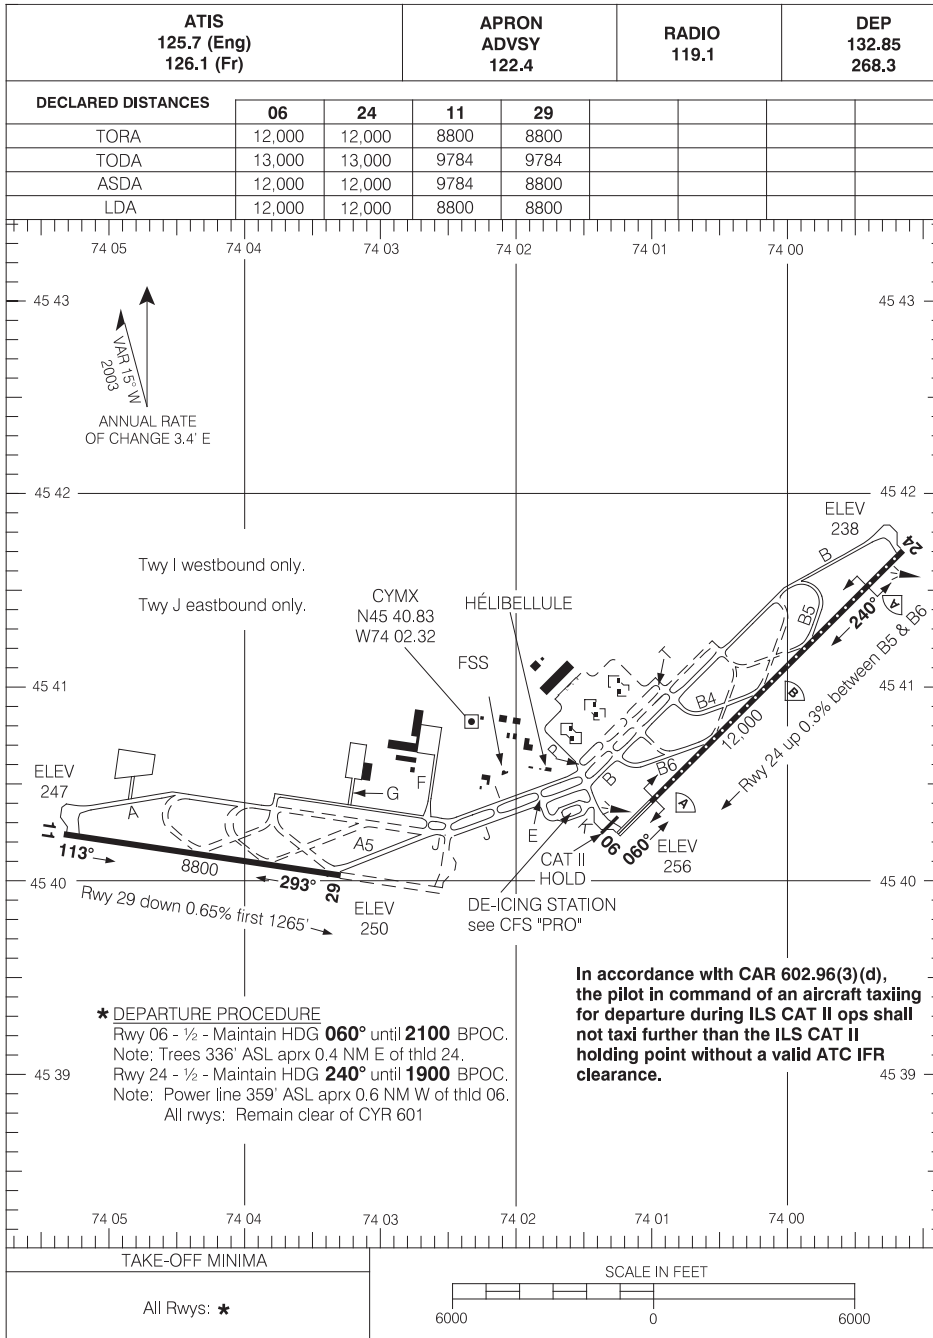 ATIS
125.7 (Eng)
126.1 (Fr)
APRON
ADVSY
122.4
RADIO
119.1
DEP
132.85
268.3
DECLARED DISTANCES
06 24 11 29
TORA 12,000 12,000 8800 8800
TODA 13,000 13,000 9784 9784
ASDA 12,000 12,000 9784 8800
LDA 12,000 12,000 8800 8800
74 05 74 04 74 03 74 02 74 01 74 00
45 43 45 43
VAR 15° W
2003
ANNUAL RATE
OF CHANGE 3.4' E
45 42 45 42
ELEV
238
24
B
Twy I westbound only.
Twy J eastbound only.
CYMX
N45 40.83
W74 02.32
HÉLIBELLULE
FSS
T
B5
240°
A
Rwy 24 up 0.3% between B5 & B6
45 41 45 41
B4
B
12,000
P
B
B6
A
ELEV
247
G
F
A
A5
J
J
I
E
K
11
113°
8800
293°
29
CAT II
HOLD
06
060°
ELEV
256
45 40 45 40
Rwy 29 down 0.65% first 1265'
ELEV
250
DE-ICING STATION
see CFS "PRO"
In accordance with CAR 602.96(3)(d),
the pilot in command of an aircraft taxiing
for departure during ILS CAT II ops shall
not taxi further than the ILS CAT II
holding point without a valid ATC IFR
clearance.
* DEPARTURE PROCEDURE
Rwy 06 - ½ - Maintain HDG 060° until 2100 BPOC.
Note: Trees 336' ASL aprx 0.4 NM E of thld 24.
Rwy 24 - ½ - Maintain HDG 240° until 1900 BPOC.
Note: Power line 359' ASL aprx 0.6 NM W of thld 06.
All rwys: Remain clear of CYR 601
45 39 45 39
74 05 74 04 74 03 74 02 74 01 74 00
TAKE-OFF MINIMA
All Rwys: *
SCALE IN FEET
6000 0 6000